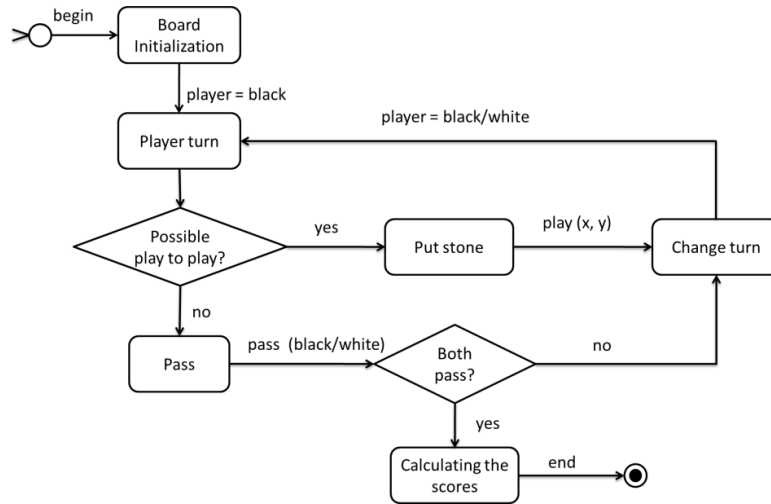 begin
Board
Initialization
player = black
player = black/white
Player turn
Possible
play to play?
yes
Put stone
play (x, y)
Change turn
no
Pass
pass (black/white)
Both
pass?
no
yes
Calculating the
scores
end